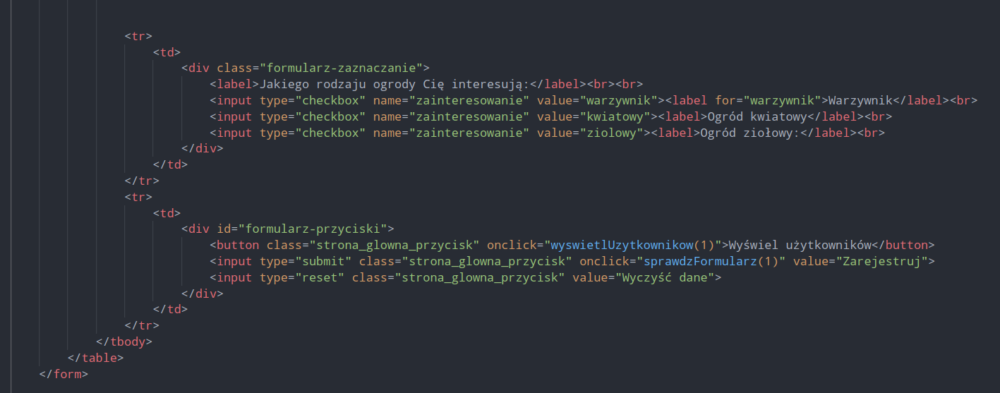 <tr>
<td>
<div class="formularz-zaznaczanie">
<label>Jakiego rodzaju ogrody Cię interesują:</label><br><br>
<input type="checkbox" name="zainteresowanie" value="warzywnik"><label for="warzywnik">Warzywnik</label><br>
<input type="checkbox" name="zainteresowanie" value="kwiatowy"><label>Ogród kwiatowy</label><br>
<input type="checkbox" name="zainteresowanie" value="ziolowy"><label>Ogród ziołowy:</label><br>
</div>
</td>
</tr>
<tr>
<td>
<div id="formularz-przyciski">
<button class="strona_glowna_przycisk" onclick="wyswietlUzytkownikow(1)">Wyświel użytkowników</button>
<input type="submit" class="strona_glowna_przycisk" onclick="sprawdzFormularz(1)" value="Zarejestruj">
<input type="reset" class="strona_glowna_przycisk" value="Wyczyść dane">
</div>
</td>
</tr>
</tbody>
</table>
</form>